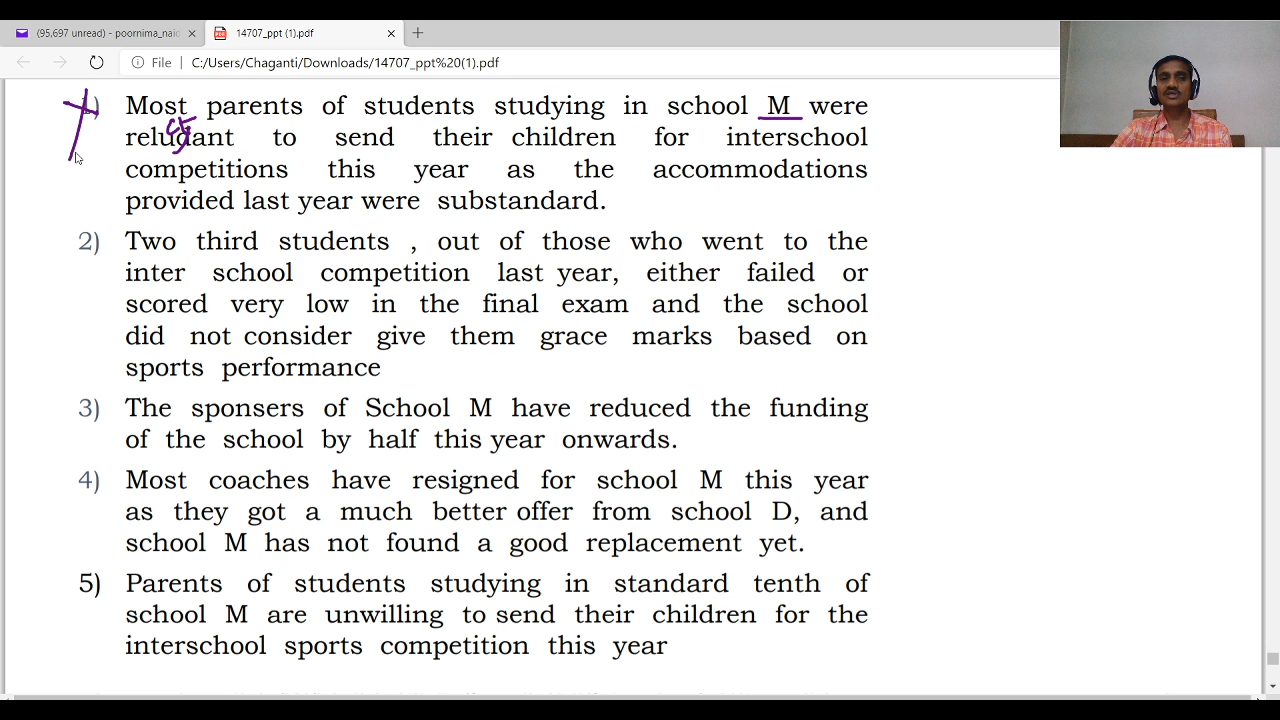 (95,697 unread) - poornima_naid
14707_ppt (1).pdf
File | C:/Users/Chaganti/Downloads/14707_ppt%20(1).pdf
Most parents of students studying in school M were
reludant to send their children for interschool
competitions this year as the accommodations
provided last year were substandard.
2) Two third students , out of those who went to the
inter school competition last year, either failed or
scored very low in the final exam and the school
did not consider give them grace marks based on
sports performance
3) The sponsers of School M have reduced the funding
of the school by half this year onwards.
4) Most coaches have resigned for school M this year
as they got a much better offer from school D, and
school M has not found a good replacement yet.
5) Parents of students studying in standard tenth of
school M are unwilling to send their children for the
interschool sports competition this year